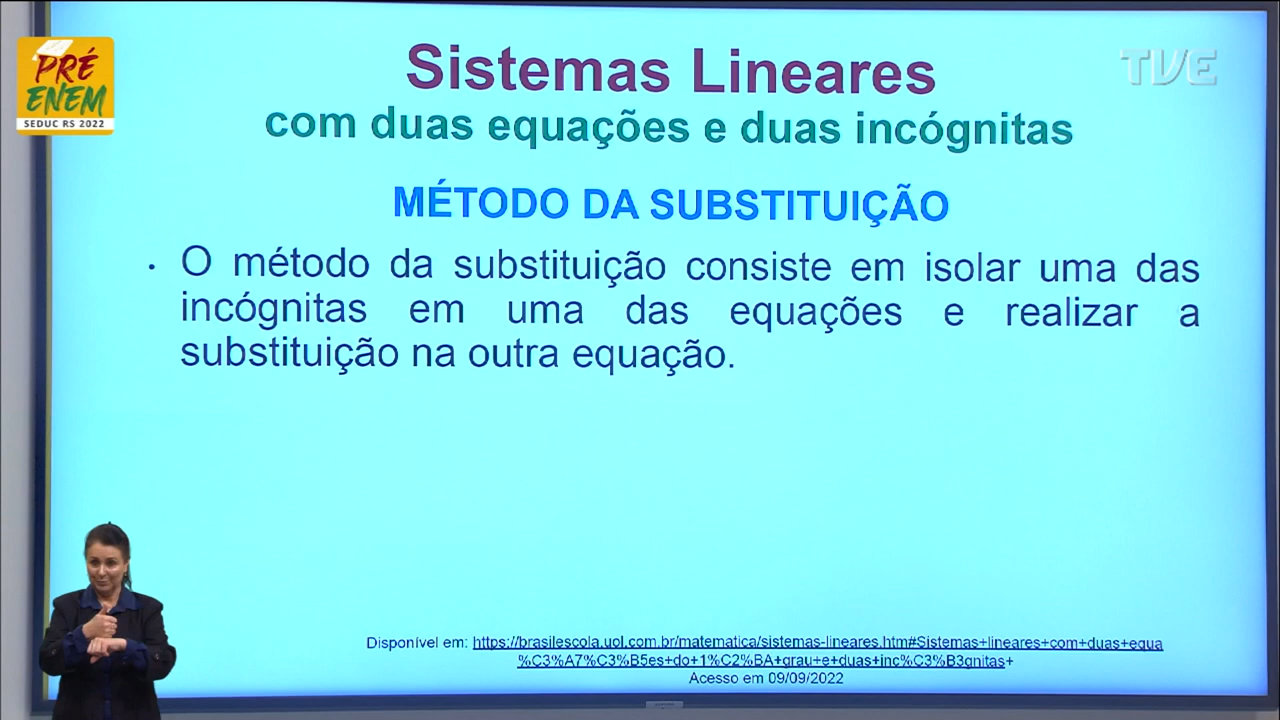 PRÉ
ENEM
SEDUC RS 2022
TVE
Sistemas Lineares
com duas equações e duas incógnitas
MÉTODO DA SUBSTITUIÇÃO
• O método da substituição consiste em isolar uma das
incógnitas em uma das equações e realizar a
substituição na outra equação.
Disponível em: https://brasilescola.uol.com.br/matematica/sistemas-lineares.htm#Sistemas+lineares+com+duas+equa
%C3%A7%C3%B5es+do+1%C2%BA+grau+e+duas+inc%C3%B3gnitas+
Acesso em 09/09/2022